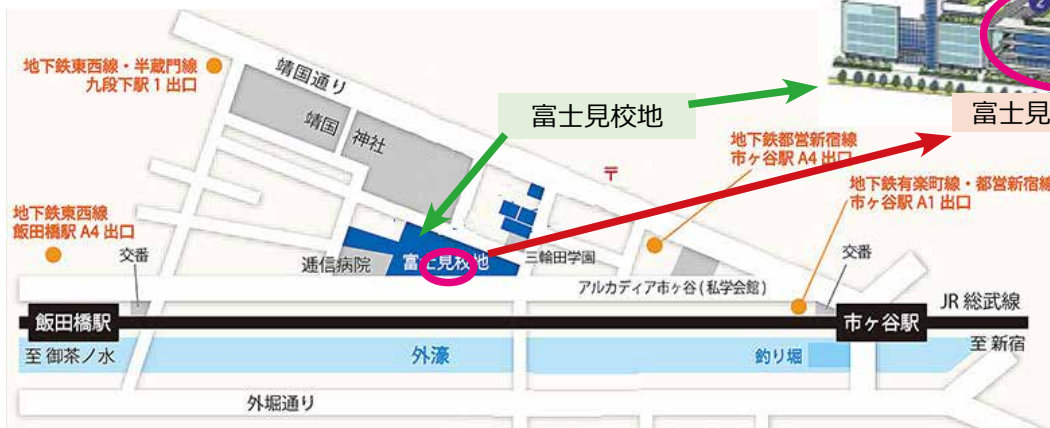 2
富士見校地
富士見
地下鉄東西線・半蔵門線
九段下駅 1 出口
靖国通り
靖国 神社
〒
地下鉄都営新宿線
市ヶ谷駅 A4 出口
地下鉄有楽町線・都営新宿線
市ヶ谷駅 A1 出口
地下鉄東西線
飯田橋駅 A4 出口
交番
逓信病院
富士見校地
三輪田学園
アルカディア市ヶ谷 ( 私学会館 )
交番
飯田橋駅
市ヶ谷駅
JR 総武線
至 御茶ノ水
外濠
釣り堀
至 新宿
外堀通り